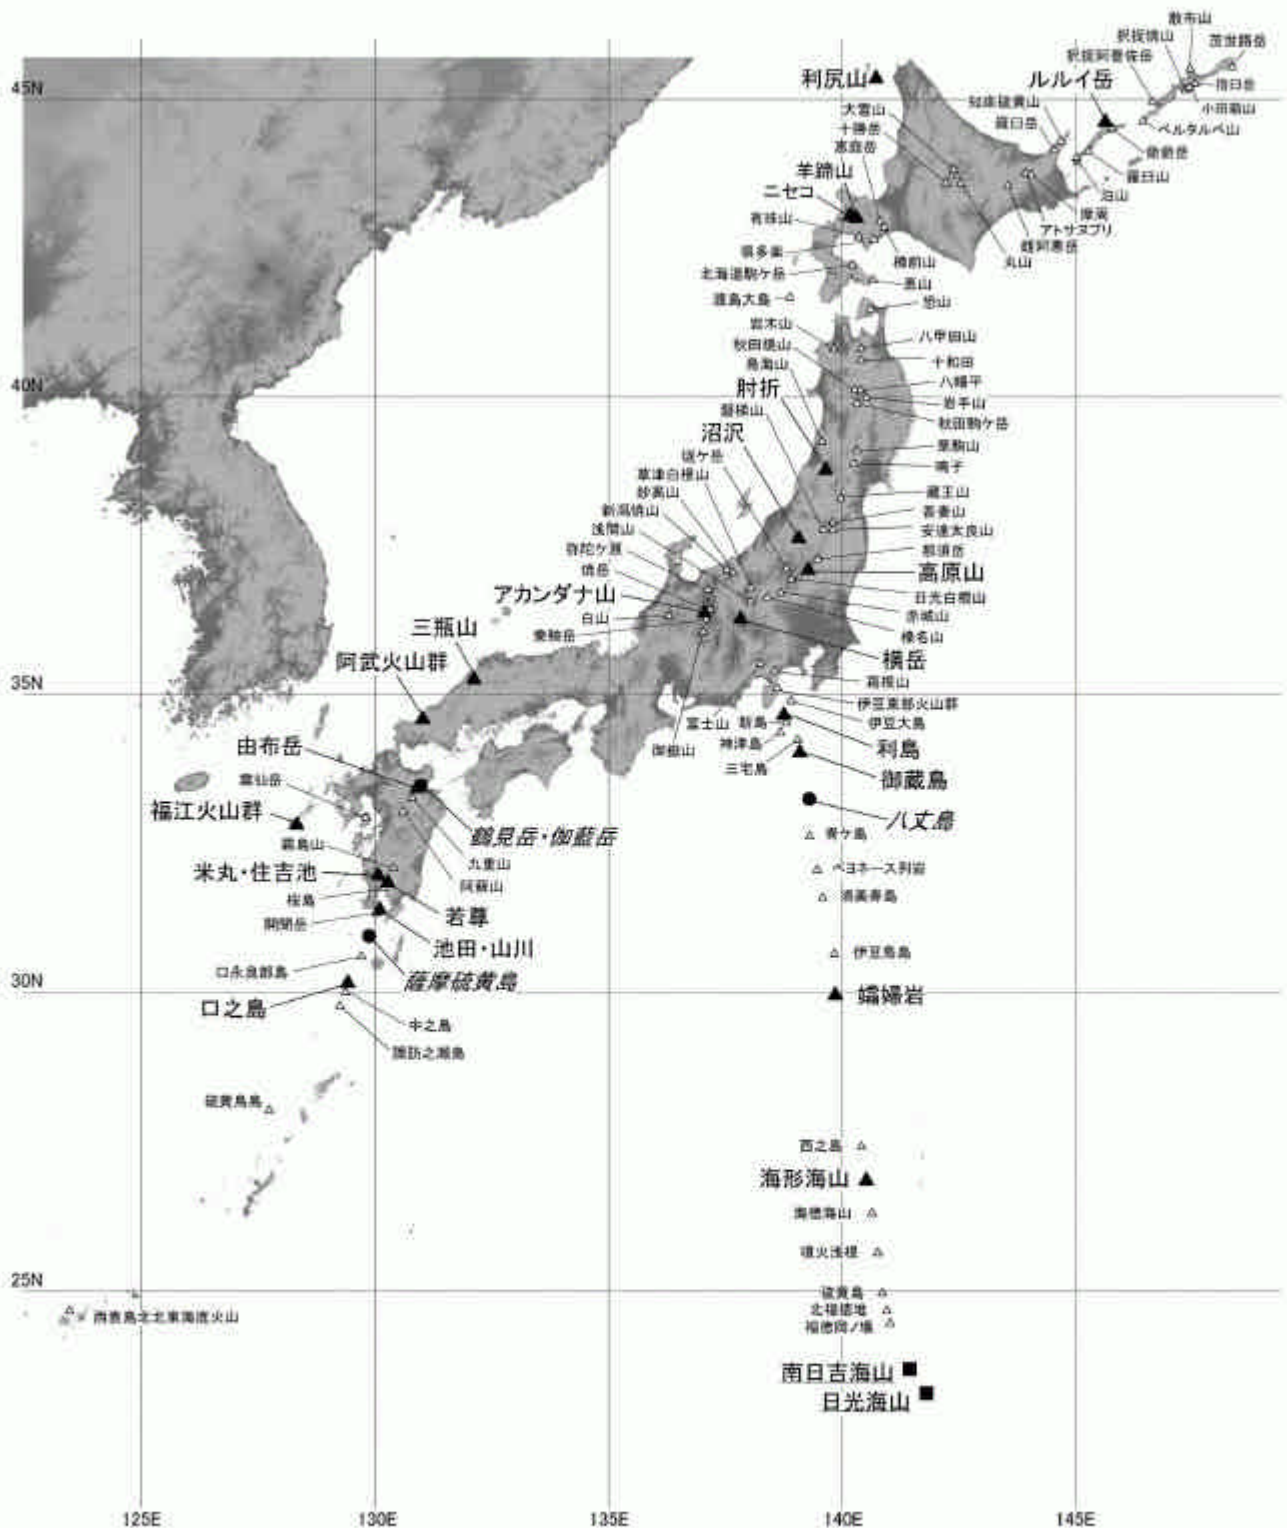 散布山
択捉焼山
茂世路岳
択捉阿登佐岳
45N
利尻山
ルルイ岳
指臼岳
大雪山
知床硫黄山
小田萌山
十勝岳
羅臼岳
ベルタルベ山
恵庭岳
爺爺岳
羊蹄山
羅臼山
ニセコ
泊山
摩周
有珠山
アトサヌプリ
雌阿寒岳
倶多楽
樽前山
丸山
北海道駒ケ岳
恵山
渡島大島
恐山
岩木山
八甲田山
秋田焼山
十和田
鳥海山
八幡平
40N
肘折
岩手山
磐梯山
秋田駒ケ岳
沼沢
栗駒山
燧ケ岳
鳴子
草津白根山
蔵王山
妙高山
吾妻山
新潟焼山
安達太良山
浅間山
那須岳
弥陀ケ原
高原山
焼岳
アカンダナ山
日光白根山
白山
赤城山
三瓶山
乗鞍岳
榛名山
阿武火山群
横岳
箱根山
35N
伊豆東部火山群
富士山
新島
伊豆大島
由布岳
御嶽山
神津島
利島
三宅島
雲仙岳
御蔵島
福江火山群
八丈島
鶴見岳・伽藍岳
青ケ島
霧島山
九重山
米丸・住吉池
ベヨネース列岩
阿蘇山
桜島
須美寿島
若尊
開聞岳
池田・山川
伊豆鳥島
口永良部島
30N
薩摩硫黄島
孀婦岩
口之島
中之島
諏訪之瀬島
硫黄鳥島
西之島
海形海山
海徳海山
噴火浅根
25N
硫黄島
北福徳堆
西表島北北東海底火山
福徳岡ノ場
南日吉海山
日光海山
125E
130E
135E
140E
145E